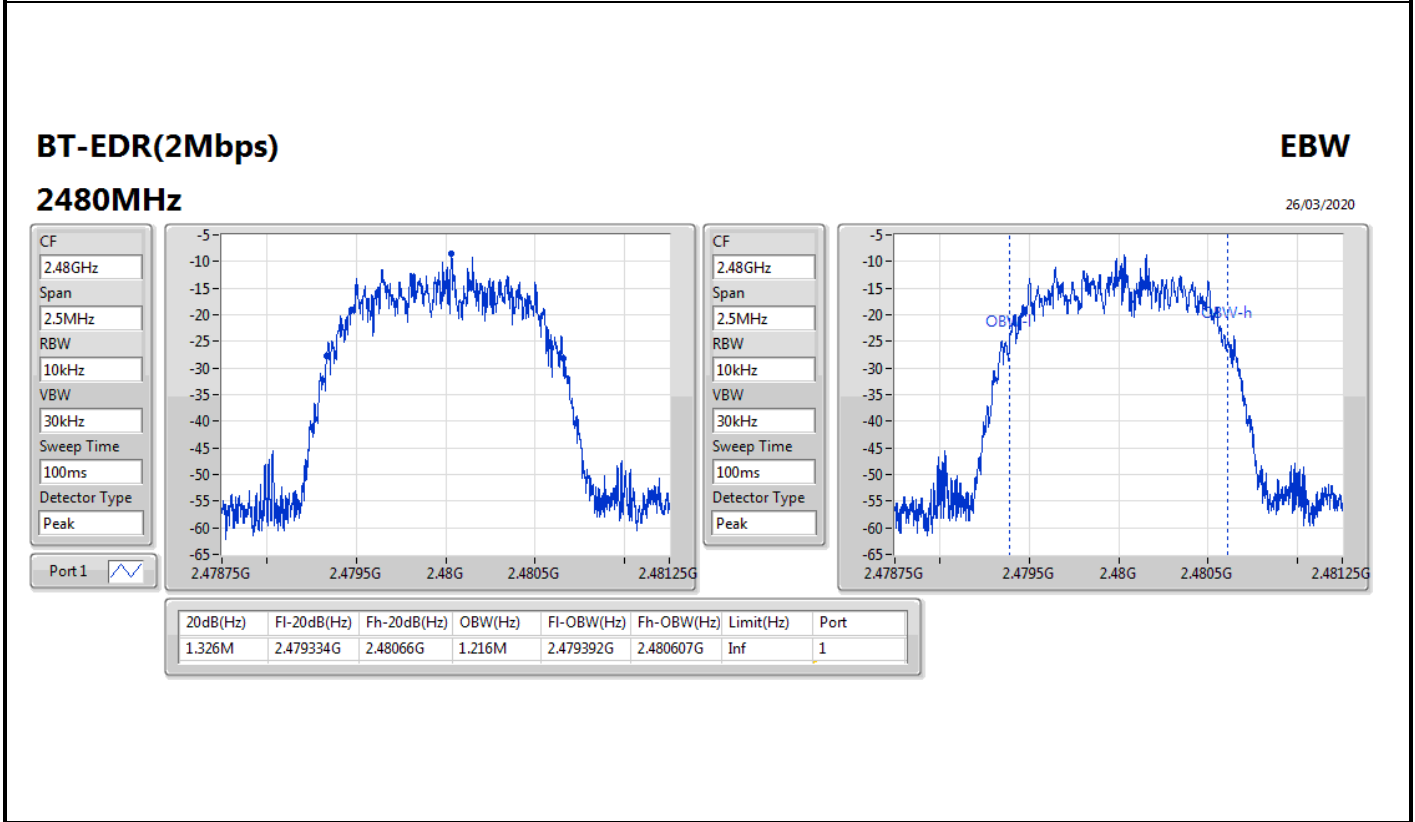 BT-EDR(2Mbps)
EBW
2480MHz
26/03/2020
CF
2.48GHz
Span
2.5MHz
RBW
10kHz
VBW
30kHz
Sweep Time
100ms
Detector Type
Peak
Port 1
-5
-10
-15
-20
-25
-30
-35
-40
-45
-50
-55
-60
-65
2.47875G 2.4795G 2.48G 2.4805G 2.48125G
CF
2.48GHz
Span
2.5MHz
RBW
10kHz
VBW
30kHz
Sweep Time
100ms
Detector Type
Peak
-5
-10
-15
-20
-25
-30
-35
-40
-45
-50
-55
-60
-65
OBW-l
OBW-h
2.47875G 2.4795G 2.48G 2.4805G 2.48125G
20dB(Hz) Fl-20dB(Hz) Fh-20dB(Hz) OBW(Hz) Fl-OBW(Hz) Fh-OBW(Hz) Limit(Hz) Port
1.326M 2.479334G 2.48066G 1.216M 2.479392G 2.480607G Inf 1